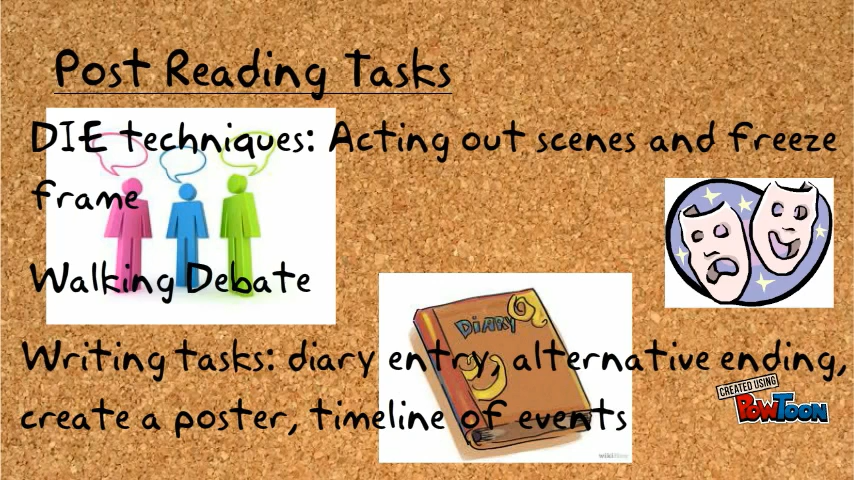 Post Reading Tasks
DIE techniques: Acting out scenes and freeze
frame
Walking Debate
DiARY
Writing tasks: diary entry, alternative ending,
create a poster, timeline of events
CREATED USING
POWTOON